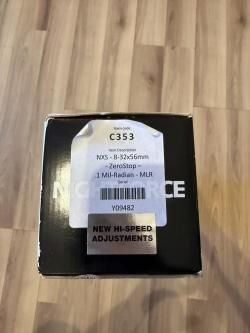 Item code
C353
Item Description
NXS - 8-32x56mm
- ZeroStop -
.1 Mil-Radian - MLR
Serial
Y09482
NEW HI-SPEED
ADJUSTMENTS